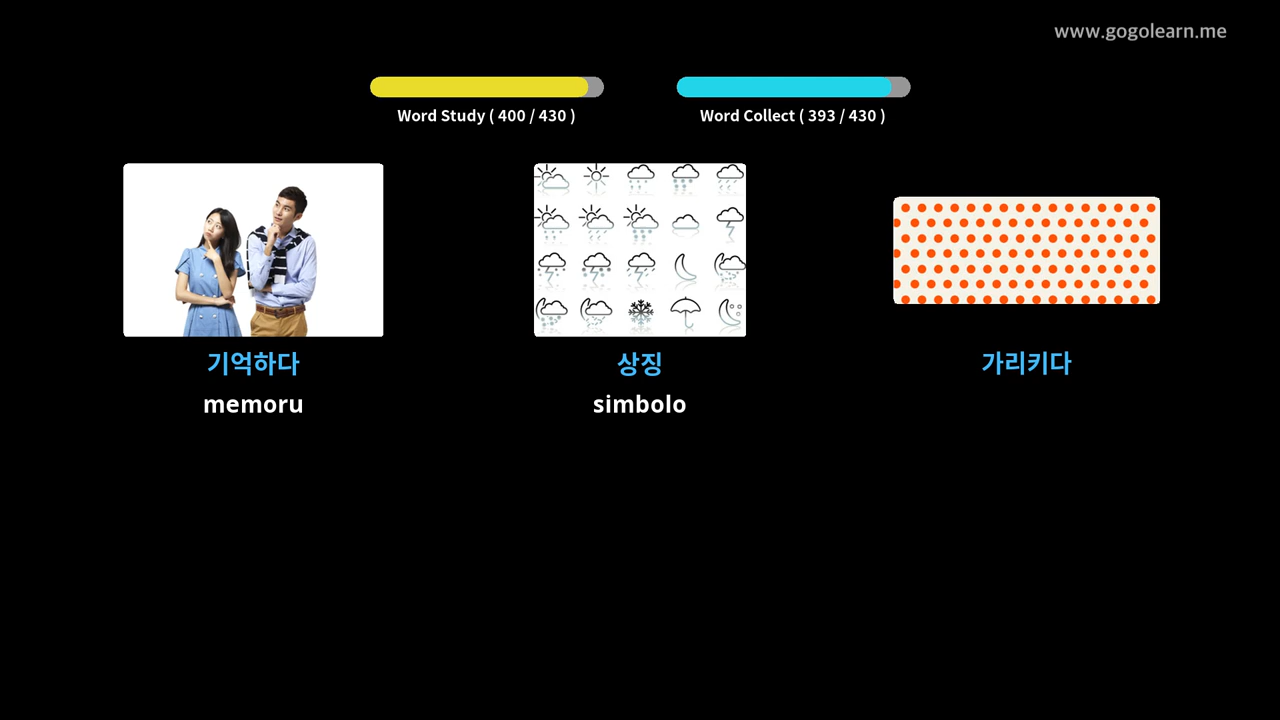 www.gogolearn.me
Word Study ( 400 / 430 )
Word Collect ( 393 / 430 )
기억하다
memoru
상징
simbolo
가리키다